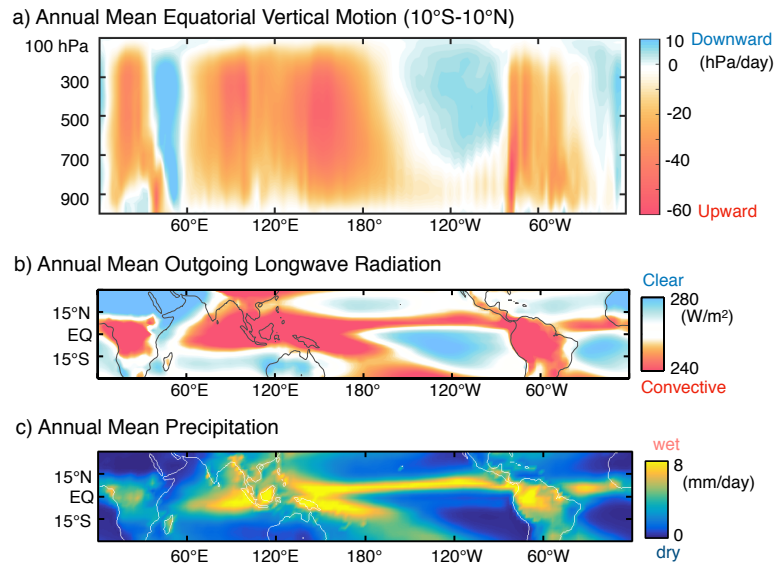 a) Annual Mean Equatorial Vertical Motion (10°S-10°N)
100 hPa
300
500
700
900
60°E 120°E 180° 120°W 60°W
10 Downward
0 (hPa/day)
-20
-40
-60 Upward
b) Annual Mean Outgoing Longwave Radiation
15°N
EQ
15°S
60°E 120°E 180° 120°W 60°W
Clear
280
(W/m²)
240
Convective
c) Annual Mean Precipitation
15°N
EQ
15°S
60°E 120°E 180° 120°W 60°W
wet
8
(mm/day)
0
dry